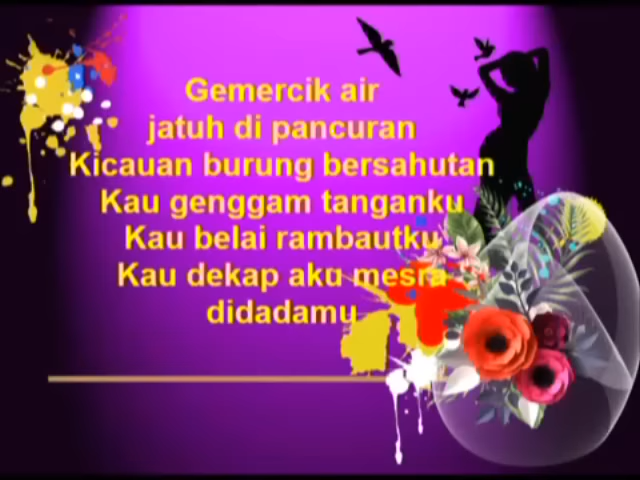 Gemercik air
jatuh di pancuran
Kicauan burung bersahutan
Kau genggam tanganku
Kau belai rambautku
Kau dekap aku mesra
didadamu